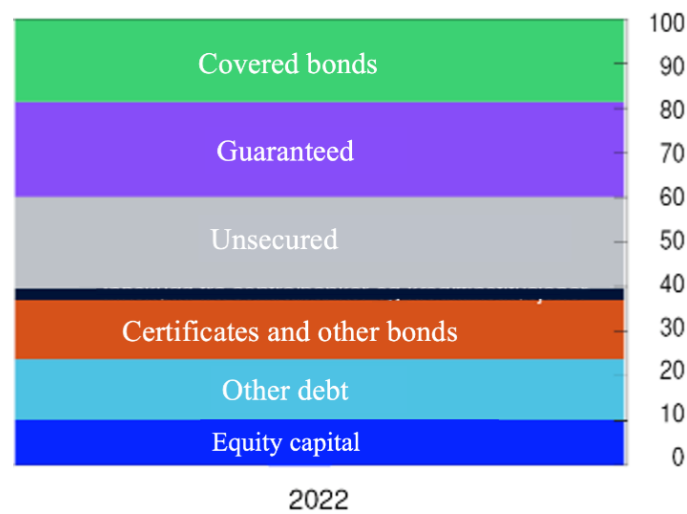 Covered bonds
Guaranteed
Unsecured
Certificates and other bonds
Other debt
Equity capital
100
90
80
70
60
50
40
30
20
10
0
2022